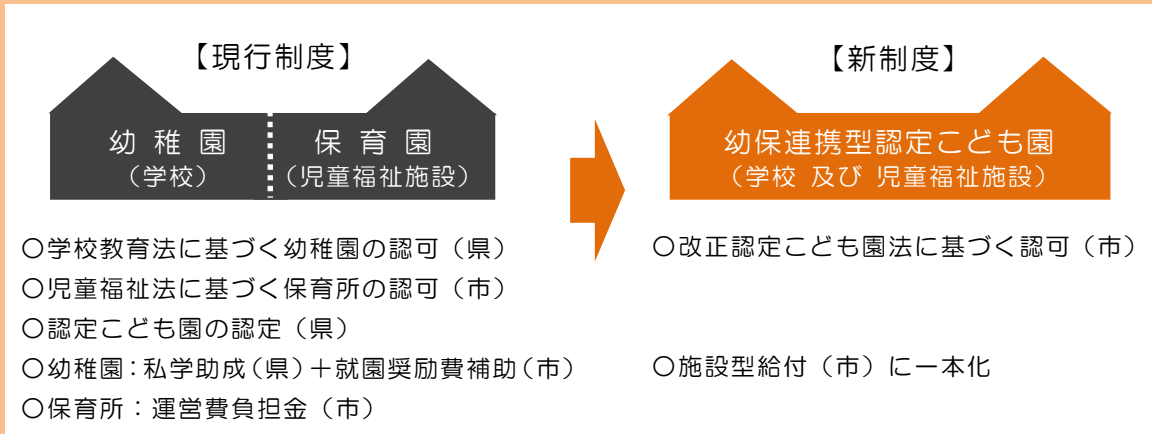 【現行制度】
幼稚園
（学校）
保育園
（児童福祉施設）
〇学校教育法に基づく幼稚園の認可（県）
〇児童福祉法に基づく保育所の認可（市）
〇認定こども園の認定（県）
〇幼稚園：私学助成（県）＋就園奨励費補助（市）
〇保育所：運営費負担金（市）
【新制度】
幼保連携型認定こども園
（学校 及び 児童福祉施設）
〇改正認定こども園法に基づく認可（市）
〇施設型給付（市）に一本化